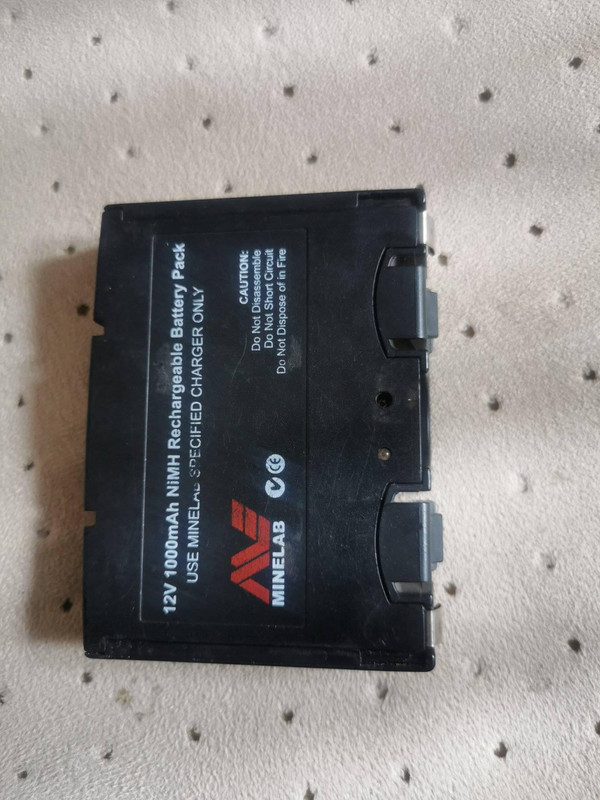 12V 1000mAh NiMH Rechargeable Battery Pack
USE MINELAB SPECIFIED CHARGER ONLY
CAUTION:
Do Not Disassemble
Do Not Short Circuit
Do Not Dispose of in Fire
MINELAB
CE